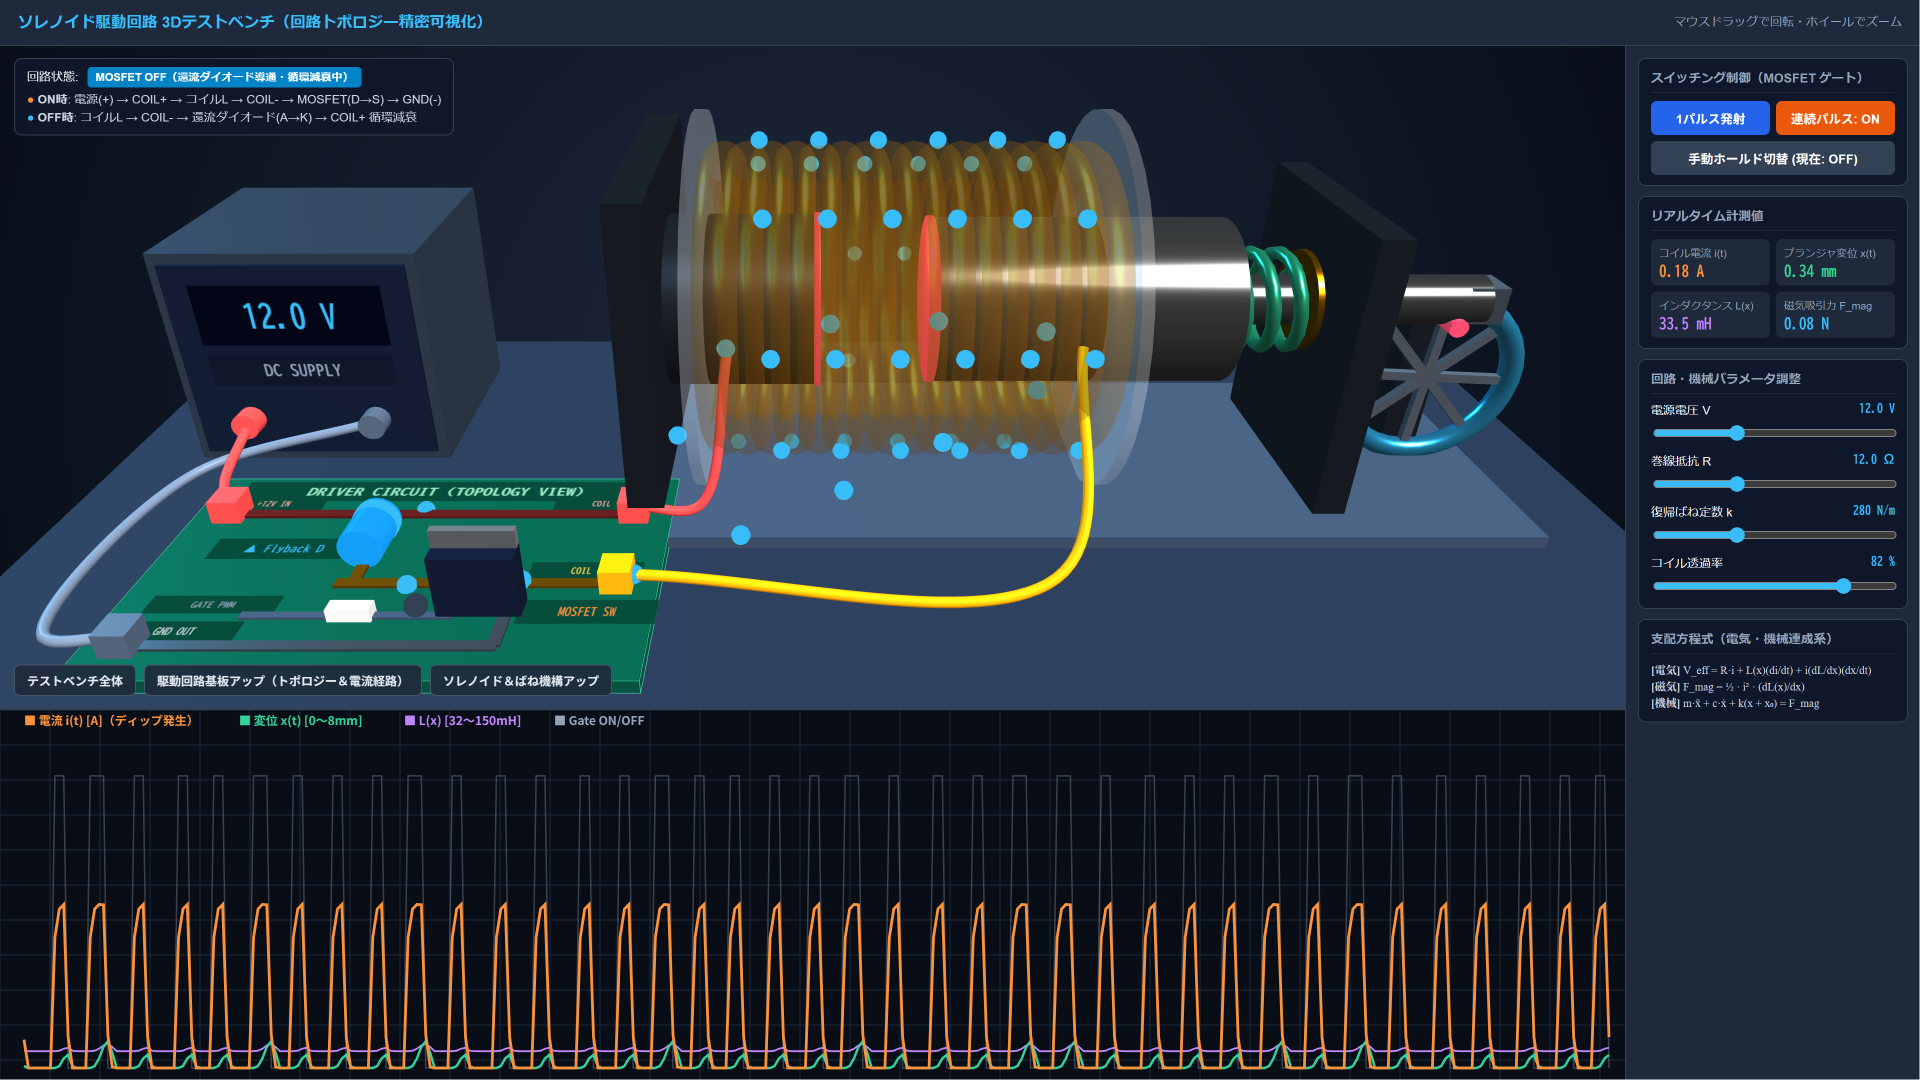 ソレノイド駆動回路 3Dテストベンチ（回路トポロジー精密可視化）
マウスドラッグで回転・ホイールでズーム
回路状態: MOSFET OFF（還流ダイオード導通・循環減衰中）
● ON時: 電源(+) → COIL+ → コイルL → COIL- → MOSFET(D→S) → GND(-)
● OFF時: コイルL → COIL- → 還流ダイオード(A→K) → COIL+ 循環減衰
12.0 V
DC SUPPLY
DRIVER CIRCUIT (TOPOLOGY VIEW)
+12V IN
COIL
Flyback D
COIL
GATE PWM
MOSFET SW
GND OUT
テストベンチ全体
駆動回路基板アップ（トポロジー＆電流経路）
ソレノイド＆ばね機構アップ
電流 i(t) [A]（ディップ発生）
変位 x(t) [0〜8mm]
L(x) [32〜150mH]
Gate ON/OFF
スイッチング制御（MOSFET ゲート）
1パルス発射
連続パルス: ON
手動ホールド切替 (現在: OFF)
リアルタイム計測値
コイル電流 i(t)
0.18 A
プランジャ変位 x(t)
0.34 mm
インダクタンス L(x)
33.5 mH
磁気吸引力 F_mag
0.08 N
回路・機械パラメータ調整
電源電圧 V 12.0 V
巻線抵抗 R 12.0 Ω
復帰ばね定数 k 280 N/m
コイル透過率 82 %
支配方程式（電気・機械連成系）
[電気] V_eff = R·i + L(x)(di/dt) + i(dL/dx)(dx/dt)
[磁気] F_mag = ½ · i² · (dL(x)/dx)
[機械] m·ẍ + c·ẋ + k(x + x₀) = F_mag